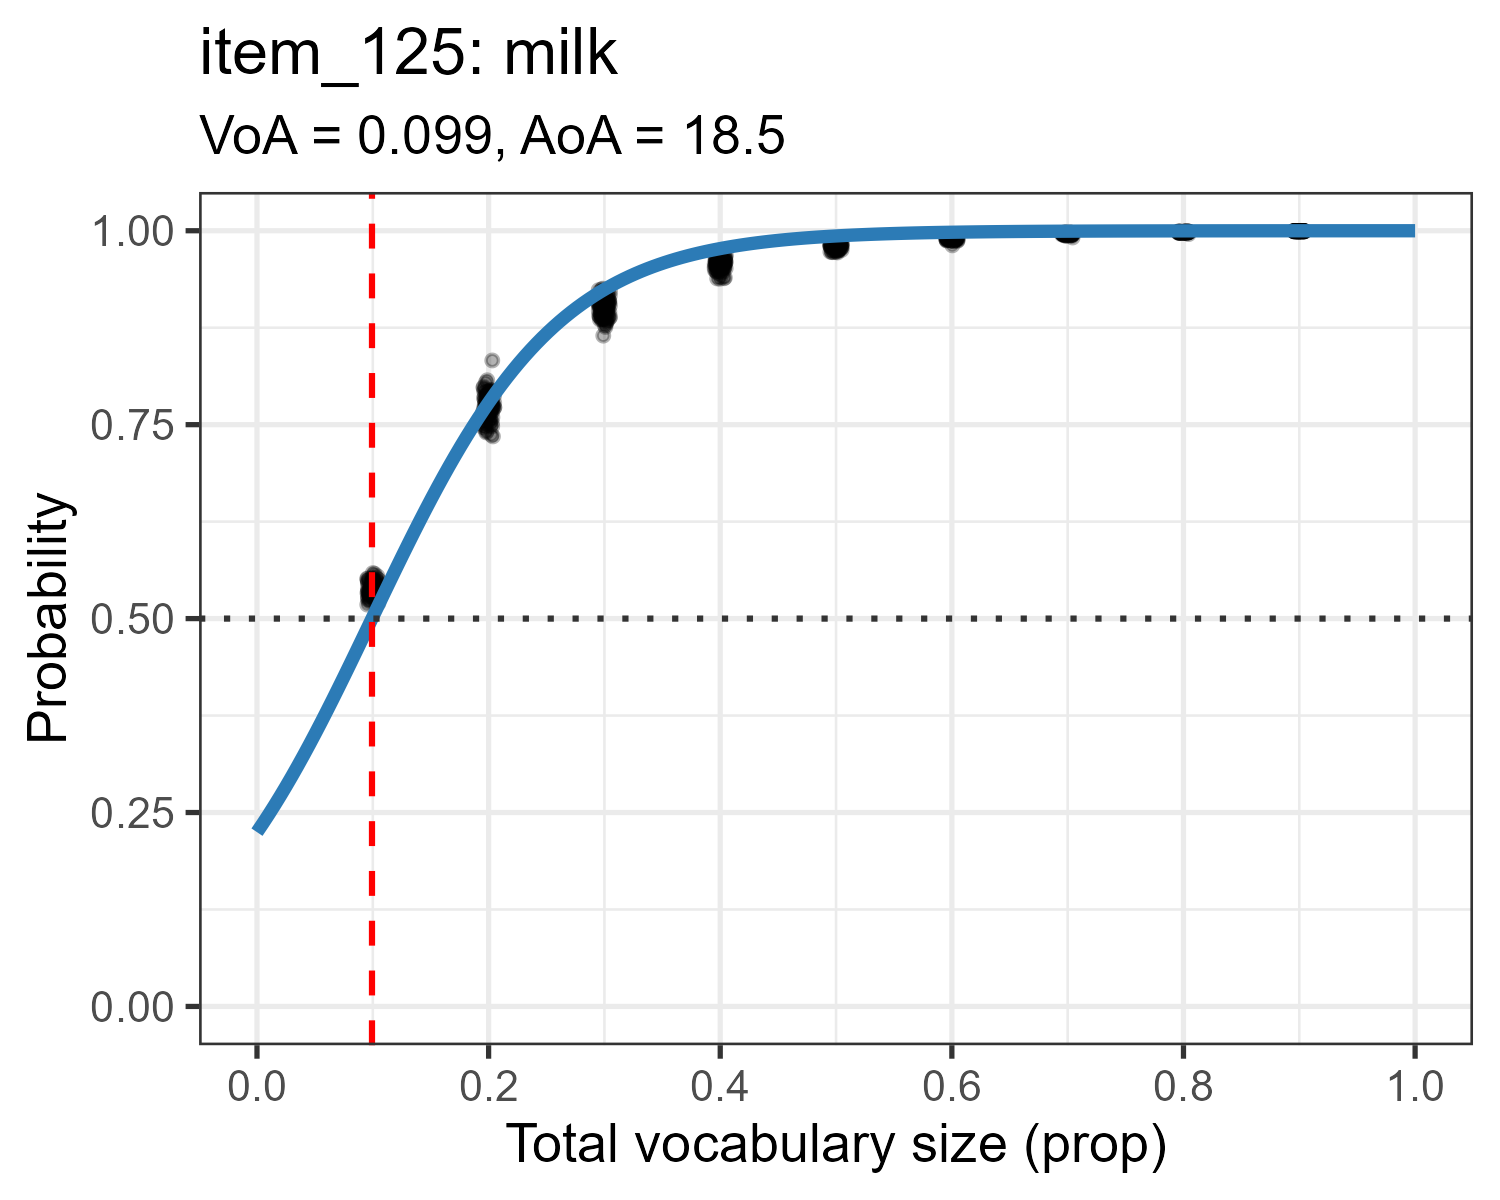 item_125: milk
VoA = 0.099, AoA = 18.5
1.00
0.75
0.50
0.25
0.00
Probability
0.0 0.2 0.4 0.6 0.8 1.0
Total vocabulary size (prop)